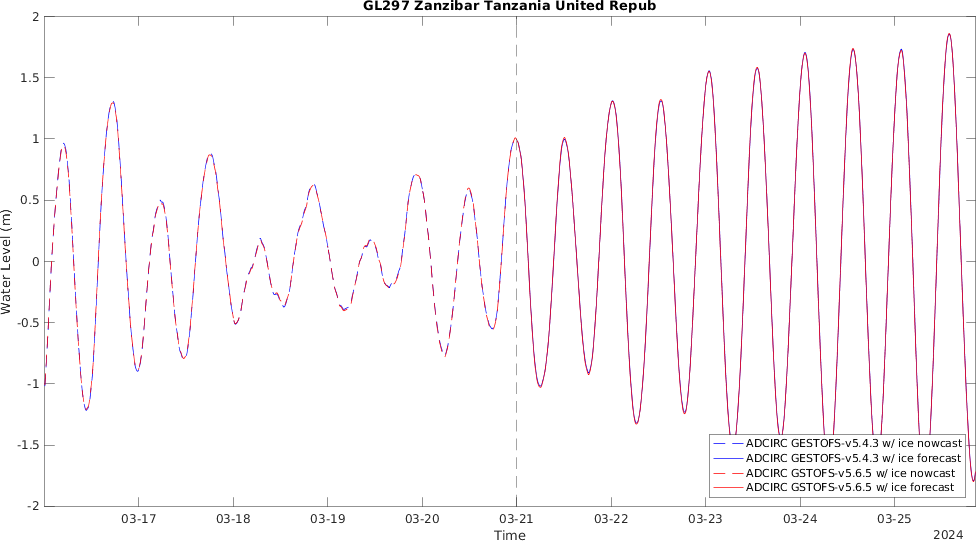 GL297 Zanzibar Tanzania United Repub
2
1.5
1
0.5
0
-0.5
-1
-1.5
-2
Water Level (m)
ADCIRC GESTOFS-v5.4.3 w/ ice nowcast
ADCIRC GESTOFS-v5.4.3 w/ ice forecast
ADCIRC GSTOFS-v5.6.5 w/ ice nowcast
ADCIRC GSTOFS-v5.6.5 w/ ice forecast
03-17 03-18 03-19 03-20 03-21 03-22 03-23 03-24 03-25
Time
2024